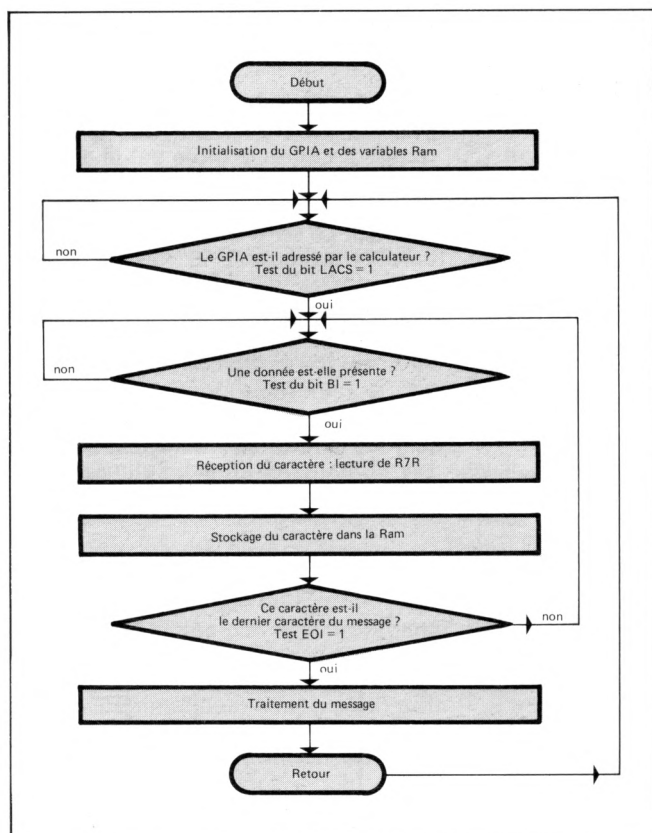 Début
Initialisation du GPIA et des variables Ram
non
Le GPIA est-il adressé par le calculateur ?
Test du bit LACS = 1
oui
non
Une donnée est-elle présente ?
Test du bit BI = 1
oui
Réception du caractère : lecture de R7R
Stockage du caractère dans la Ram
Ce caractère est-il
le dernier caractère du message ?
Test EOI = 1
non
oui
Traitement du message
Retour